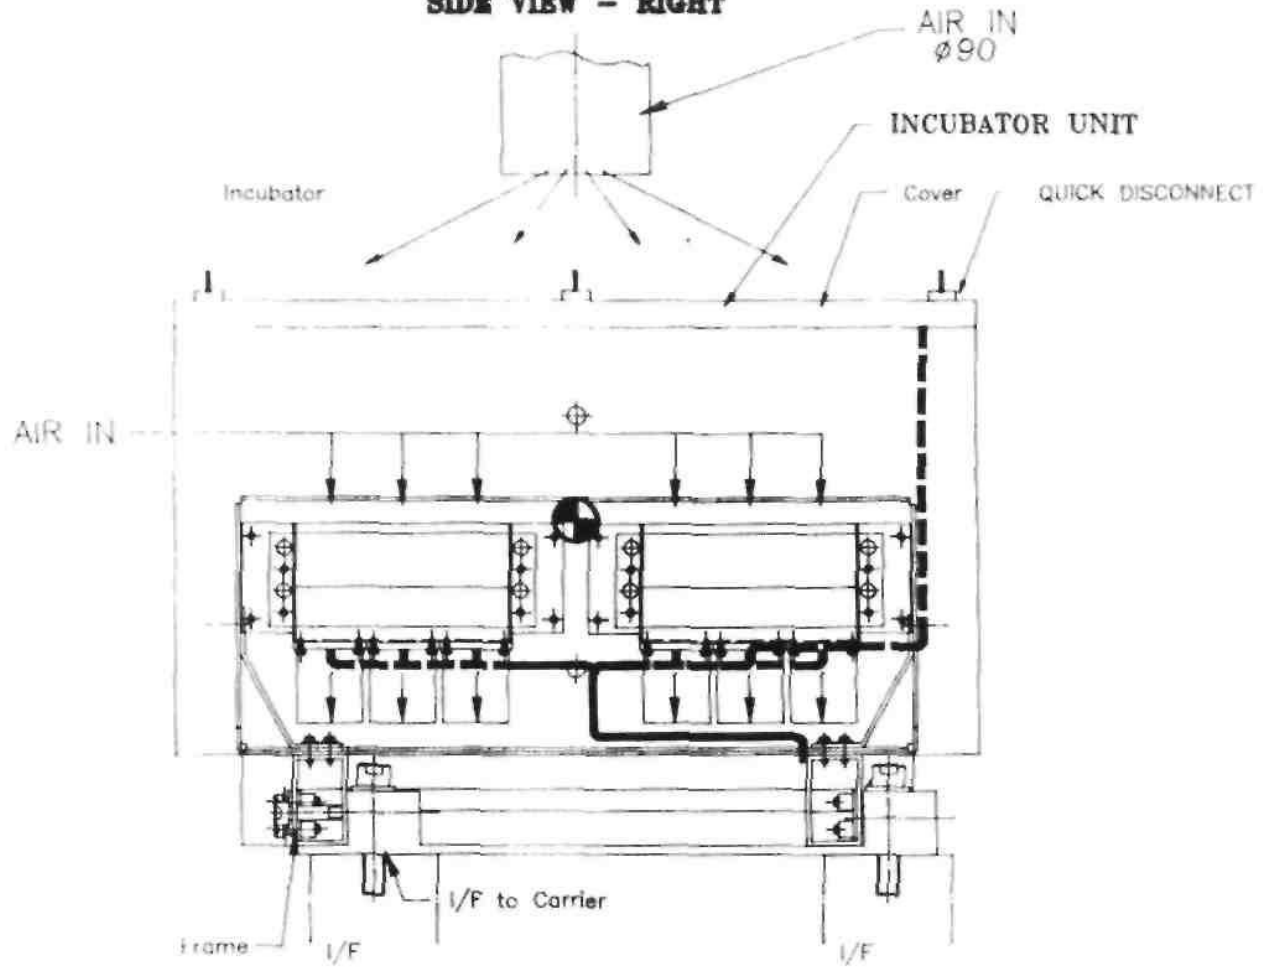 SIDE VIEW - RIGHT
AIR IN
ø90
INCUBATOR UNIT
Incubator
Cover
QUICK DISCONNECT
AIR IN
I/F to Carrier
Frame
I/F
I/F